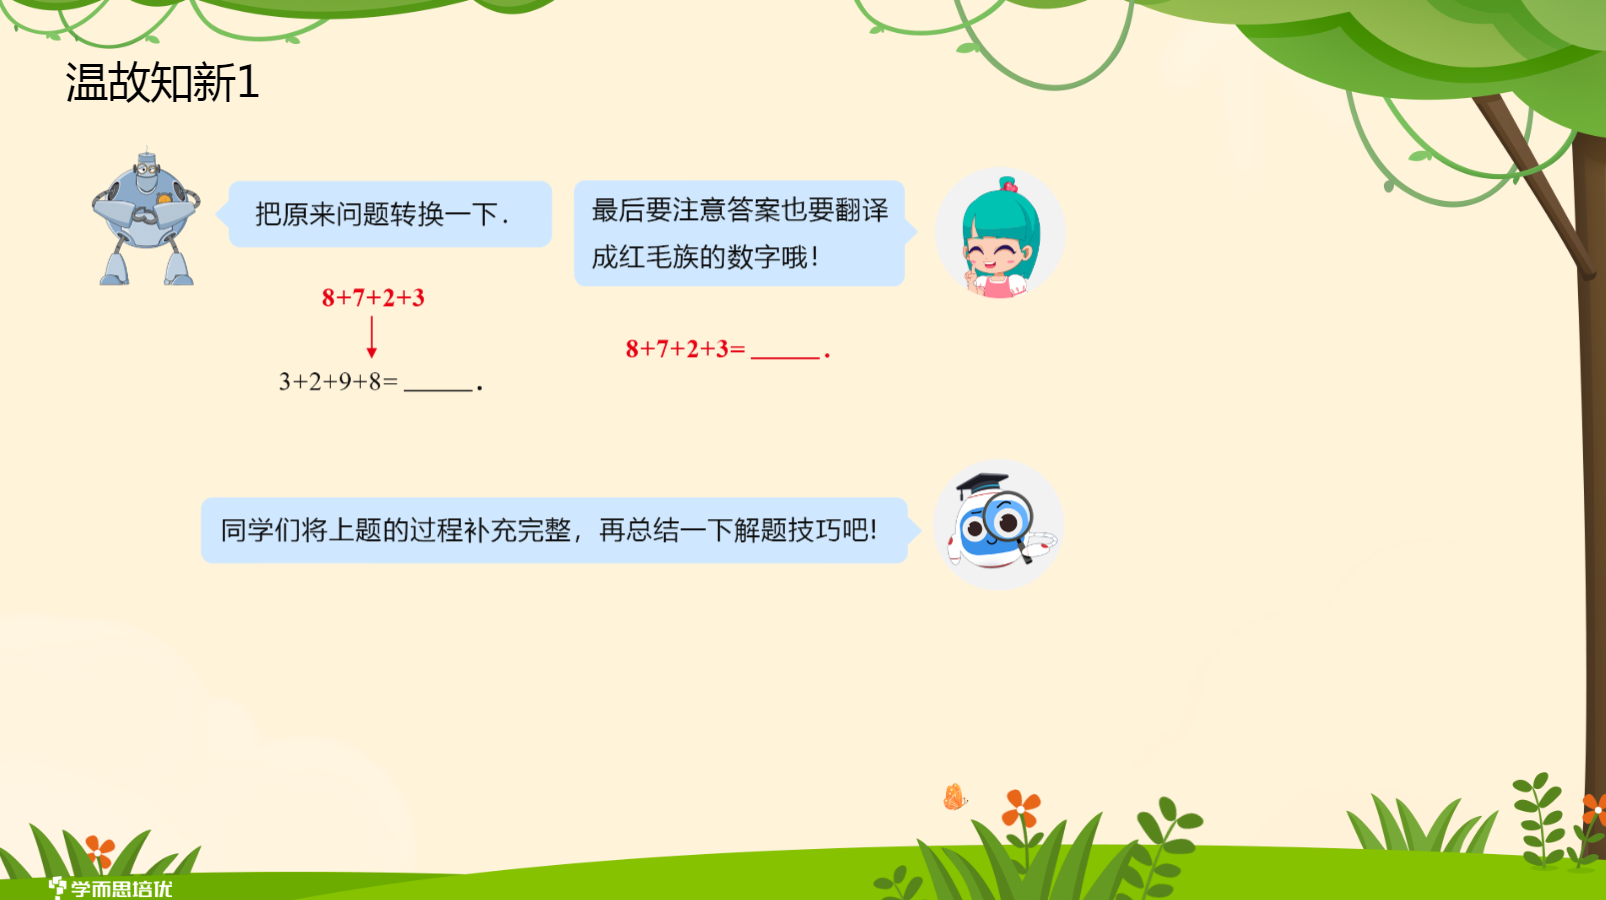 温故知新1
把原来问题转换一下.
最后要注意答案也要翻译
成红毛族的数字哦!
8+7+2+3
8+7+2+3=_____.
3+2+9+8=_____.
同学们将上题的过程补充完整，再总结一下解题技巧吧!
学而思培优